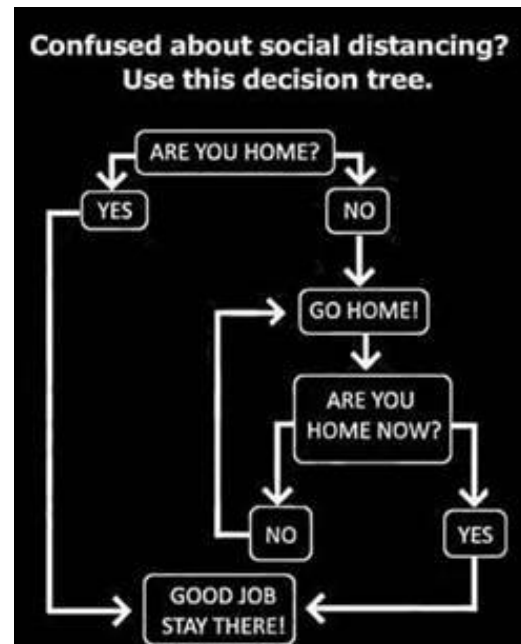 Confused about social distancing?
Use this decision tree.
ARE YOU HOME?
YES
NO
GO HOME!
ARE YOU
HOME NOW?
NO
YES
GOOD JOB
STAY THERE!